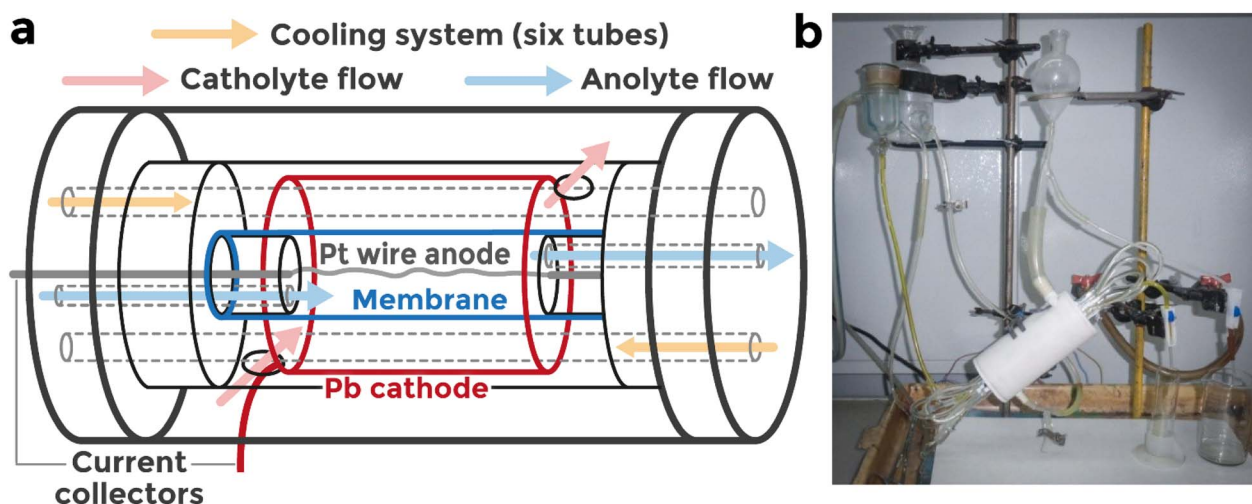 a
Cooling system (six tubes)
Catholyte flow
Anolyte flow
Pt wire anode
Membrane
Pb cathode
Current
collectors
b